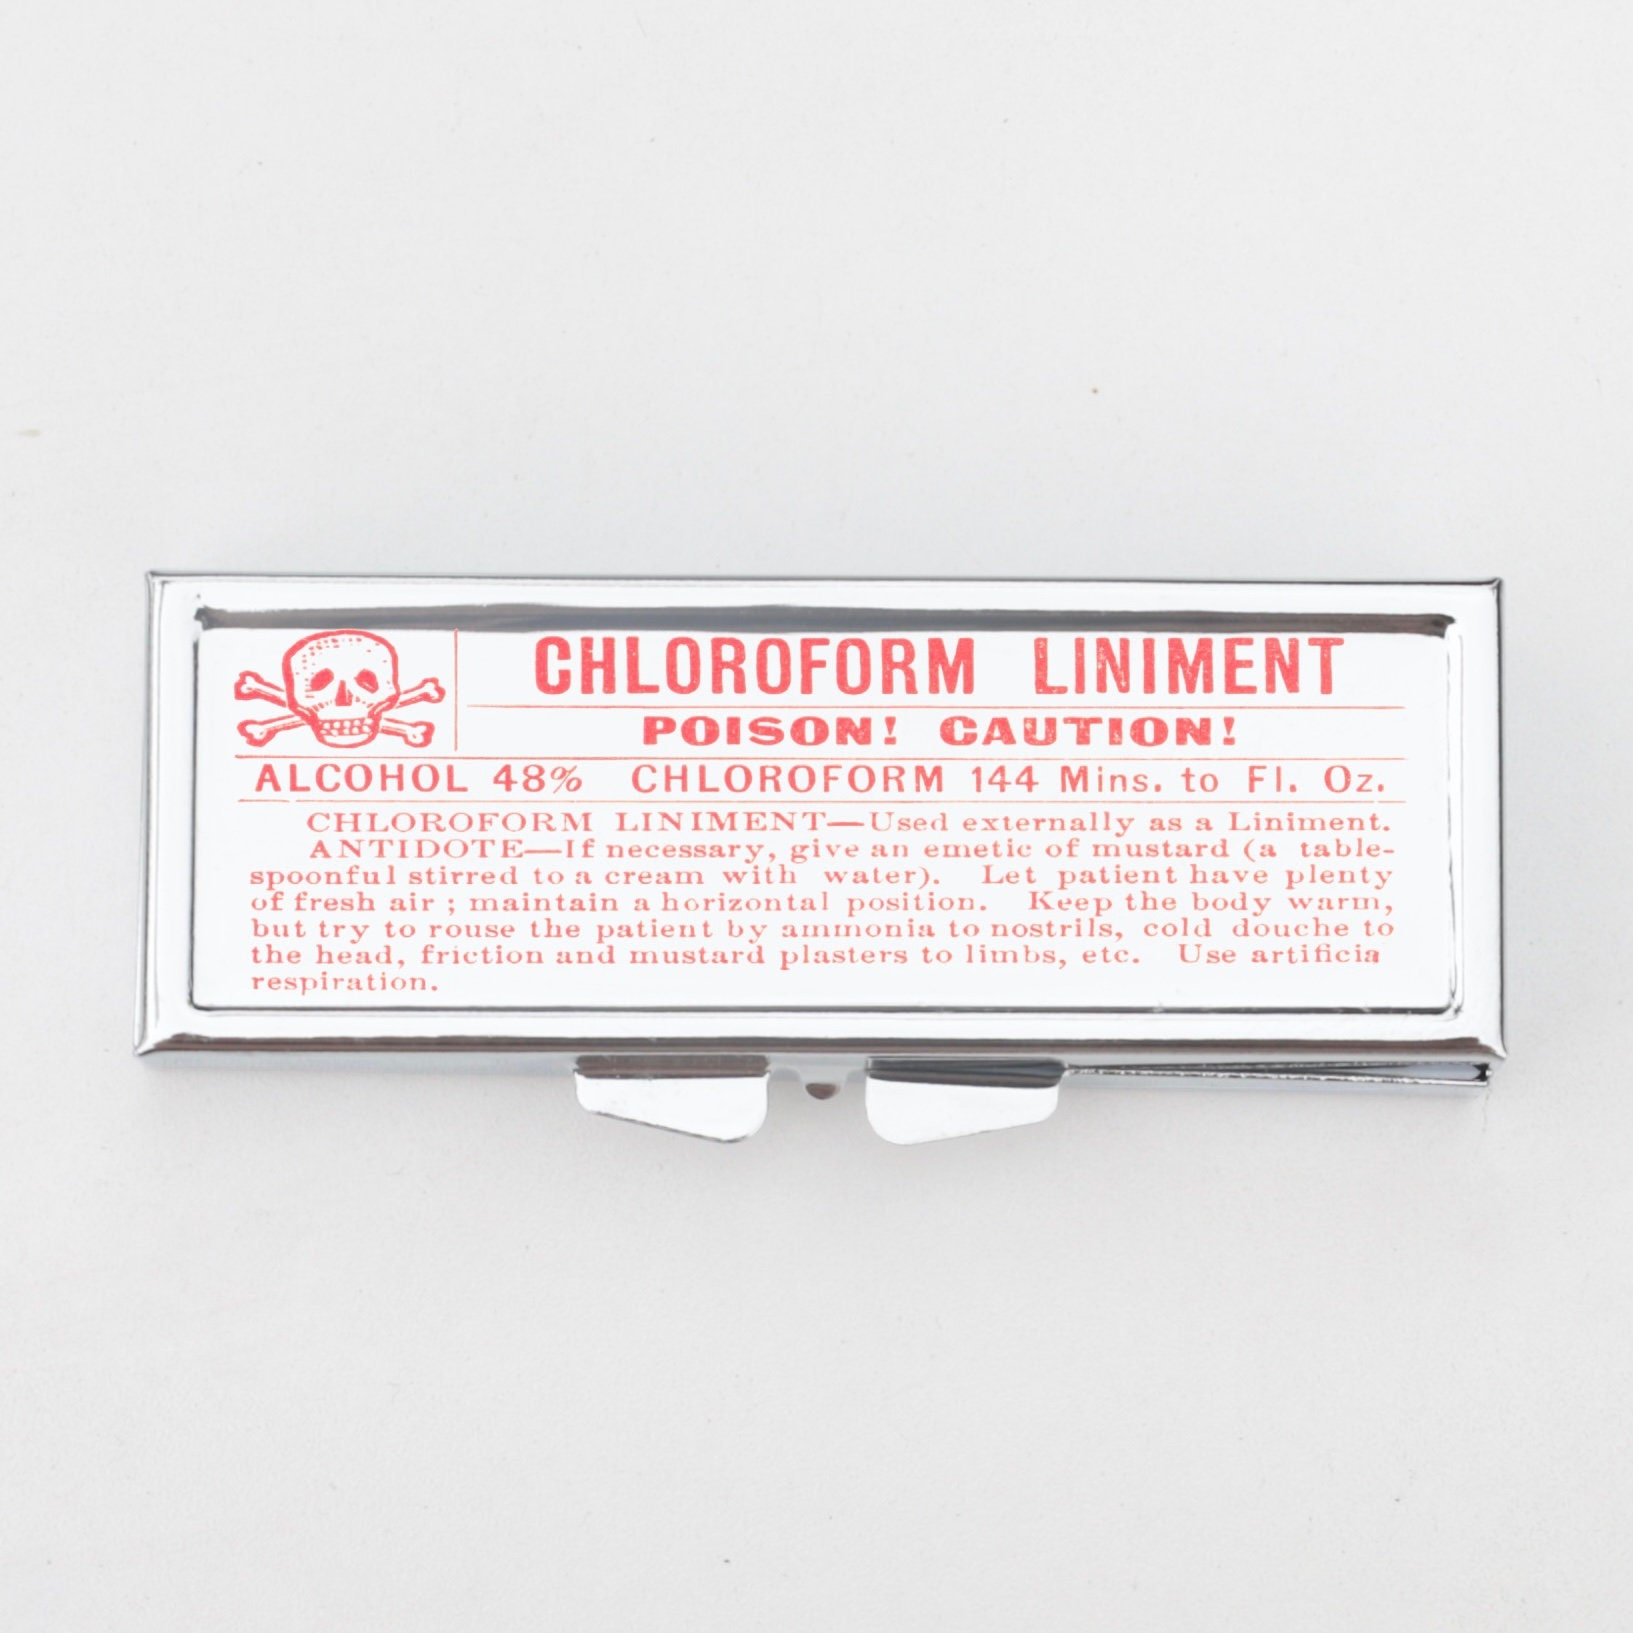 CHLOROFORM LINIMENT
POISON! CAUTION!
ALCOHOL 48% CHLOROFORM 144 Mins. to Fl. Oz.
CHLOROFORM LINIMENT—Used externally as a Liniment.
ANTIDOTE—If necessary, give an emetic of mustard (a table-
spoonful stirred to a cream with water). Let patient have plenty
of fresh air ; maintain a horizontal position. Keep the body warm,
but try to rouse the patient by ammonia to nostrils, cold douche to
the head, friction and mustard plasters to limbs, etc. Use artificia
respiration.